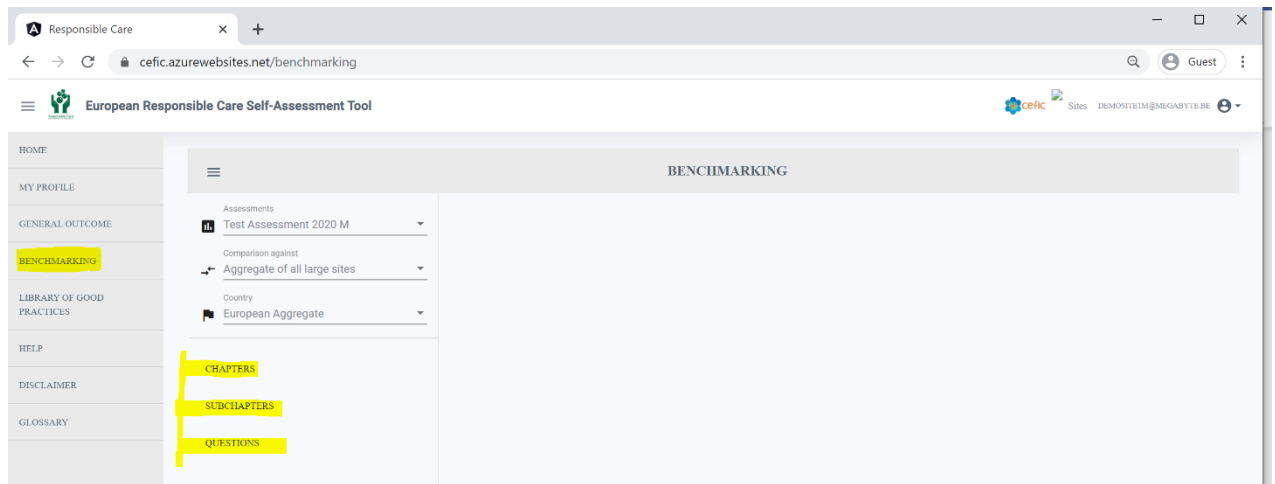 Responsible Care
cefic.azurewebsites.net/benchmarking
Guest
European Responsible Care Self-Assessment Tool
cefic
Sites
DEMOSITE1M@MEGABYTE.BE
HOME
MY PROFILE
GENERAL OUTCOME
BENCHMARKING
LIBRARY OF GOOD
PRACTICES
HELP
DISCLAIMER
GLOSSARY
BENCHMARKING
Assessments
Test Assessment 2020 M
Comparison against
Aggregate of all large sites
Country
European Aggregate
CHAPTERS
SUBCHAPTERS
QUESTIONS